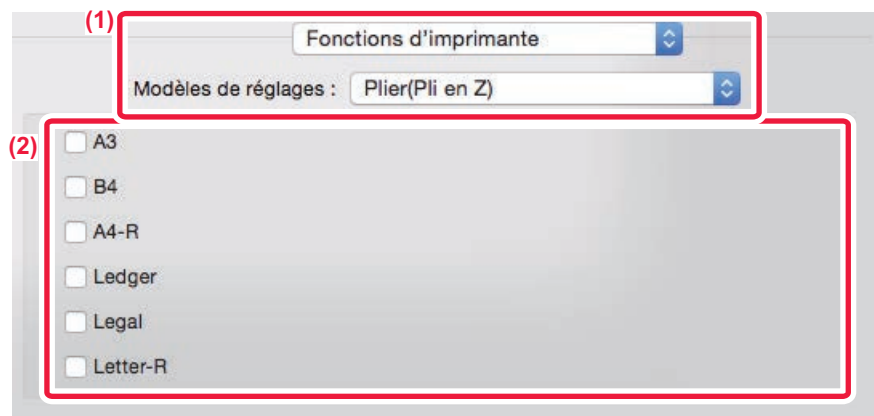 (1)
Fonctions d'imprimante
Modèles de réglages : Plier(Pli en Z)
(2)
A3
B4
A4-R
Ledger
Legal
Letter-R